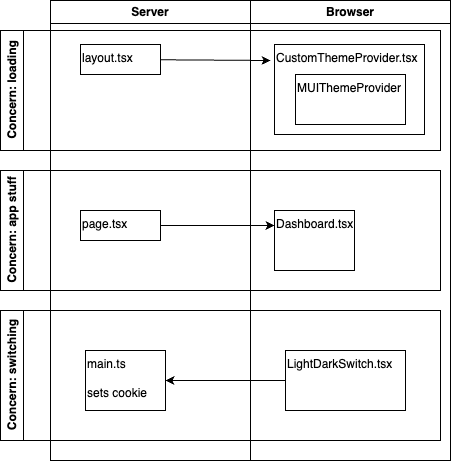 Server
Browser
Concern: loading
layout.tsx
CustomThemeProvider.tsx
MUIThemeProvider
Concern: app stuff
page.tsx
Dashboard.tsx
Concern: switching
main.ts
sets cookie
LightDarkSwitch.tsx